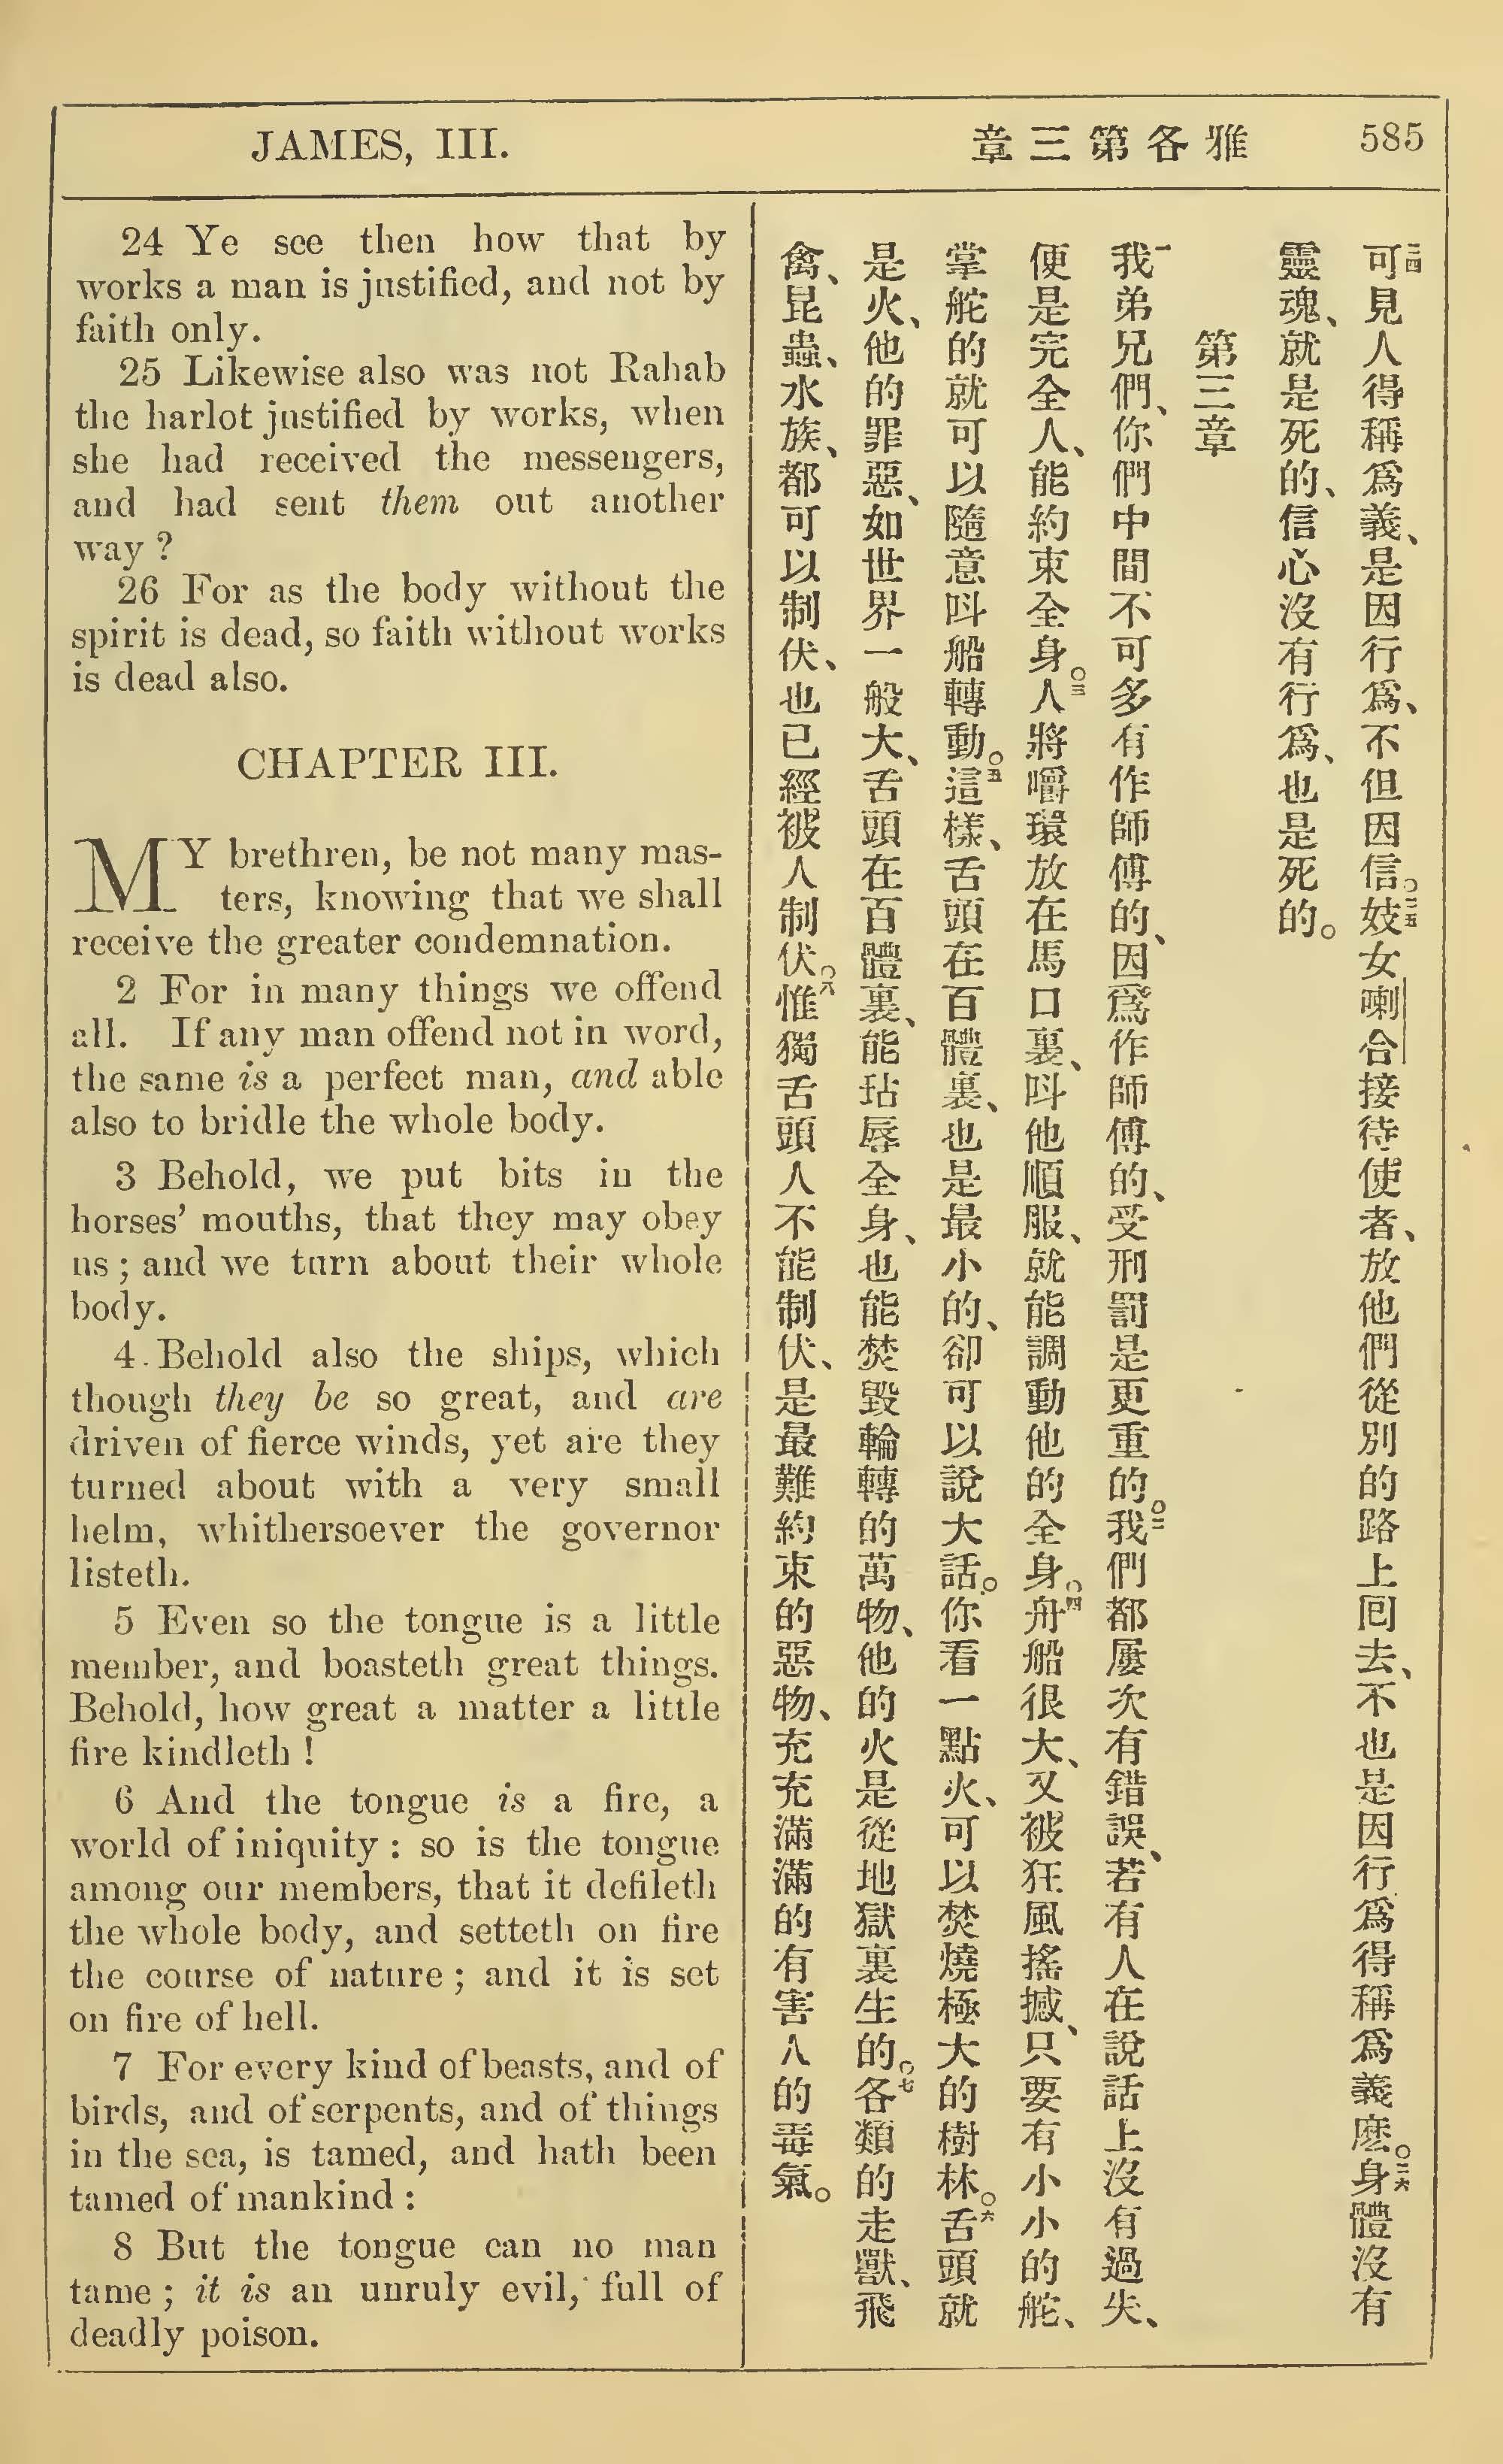 JAMES, III.
章三第各雅
585
24 Ye see then how that by
works a man is justified, and not by
faith only.
25 Likewise also was not Rahab
the harlot justified by works, when
she had received the messengers,
and had sent them out another
way ?
26 For as the body without the
spirit is dead, so faith without works
is dead also.
CHAPTER III.
MY brethren, be not many mas-
ters, knowing that we shall
receive the greater condemnation.
2 For in many things we offend
all. If any man offend not in word,
the same is a perfect man, and able
also to bridle the whole body.
3 Behold, we put bits in the
horses’ mouths, that they may obey
us ; and we turn about their whole
body.
4 Behold also the ships, which
though they be so great, and are
driven of fierce winds, yet are they
turned about with a very small
helm, whithersoever the governor
listeth.
5 Even so the tongue is a little
member, and boasteth great things.
Behold, how great a matter a little
fire kindleth !
6 And the tongue is a fire, a
world of iniquity : so is the tongue
among our members, that it defileth
the whole body, and setteth on fire
the course of nature ; and it is set
on fire of hell.
7 For every kind of beasts, and of
birds, and of serpents, and of things
in the sea, is tamed, and hath been
tamed of mankind :
8 But the tongue can no man
tame ; it is an unruly evil, full of
deadly poison.
二四可見人得稱爲義、是因行爲、不但因信。二五妓女喇合接待使者、放他們從別的路上囘去、不也是因行爲得稱爲義麽。二六身體沒有
靈魂、就是死的、信心沒有行爲、也是死的。
第三章
一我弟兄們、你們中間不可多有作師傅的、因爲作師傅的、受刑罰是更重的。二我們都屢次有錯誤、若有人在說話上沒有過失、
便是完全人、能約束全身。三人將嚼環放在馬口裏、呌他順服、就能調動他的全身。四舟船很大、又被狂風搖撼、只要有小小的舵、
掌舵的就可以隨意呌船轉動。五這樣、舌頭在百體裏、也是最小的、卻可以說大話。你看一點火、可以焚燒極大的樹林。六舌頭就
是火、他的罪惡、如世界一般大、舌頭在百體裏、能玷辱全身、也能焚毀輪轉的萬物、他的火是從地獄裏生的。七各類的走獸、飛
禽、昆蟲、水族、都可以制伏、也已經被人制伏。八惟獨舌頭人不能制伏、是最難約束的惡物、充充滿滿的有害人的毒氣。